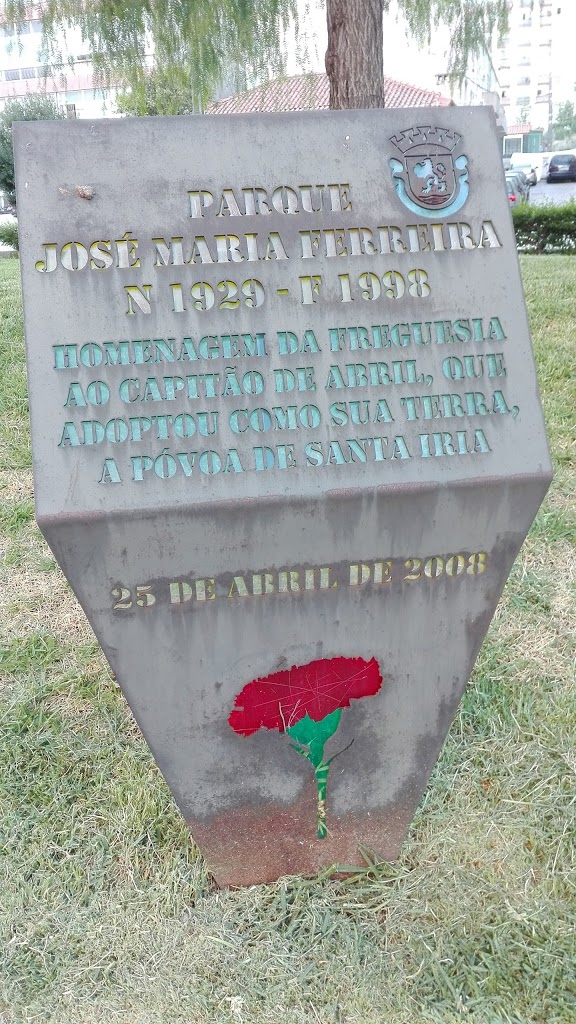 PARQUE
JOSÉ MARIA FERREIRA
N 1929 - F 1998
HOMENAGEM DA FREGUESIA
AO CAPITÃO DE ABRIL, QUE
ADOPTOU COMO SUA TERRA,
A PÓVOA DE SANTA IRIA
25 DE ABRIL DE 2008